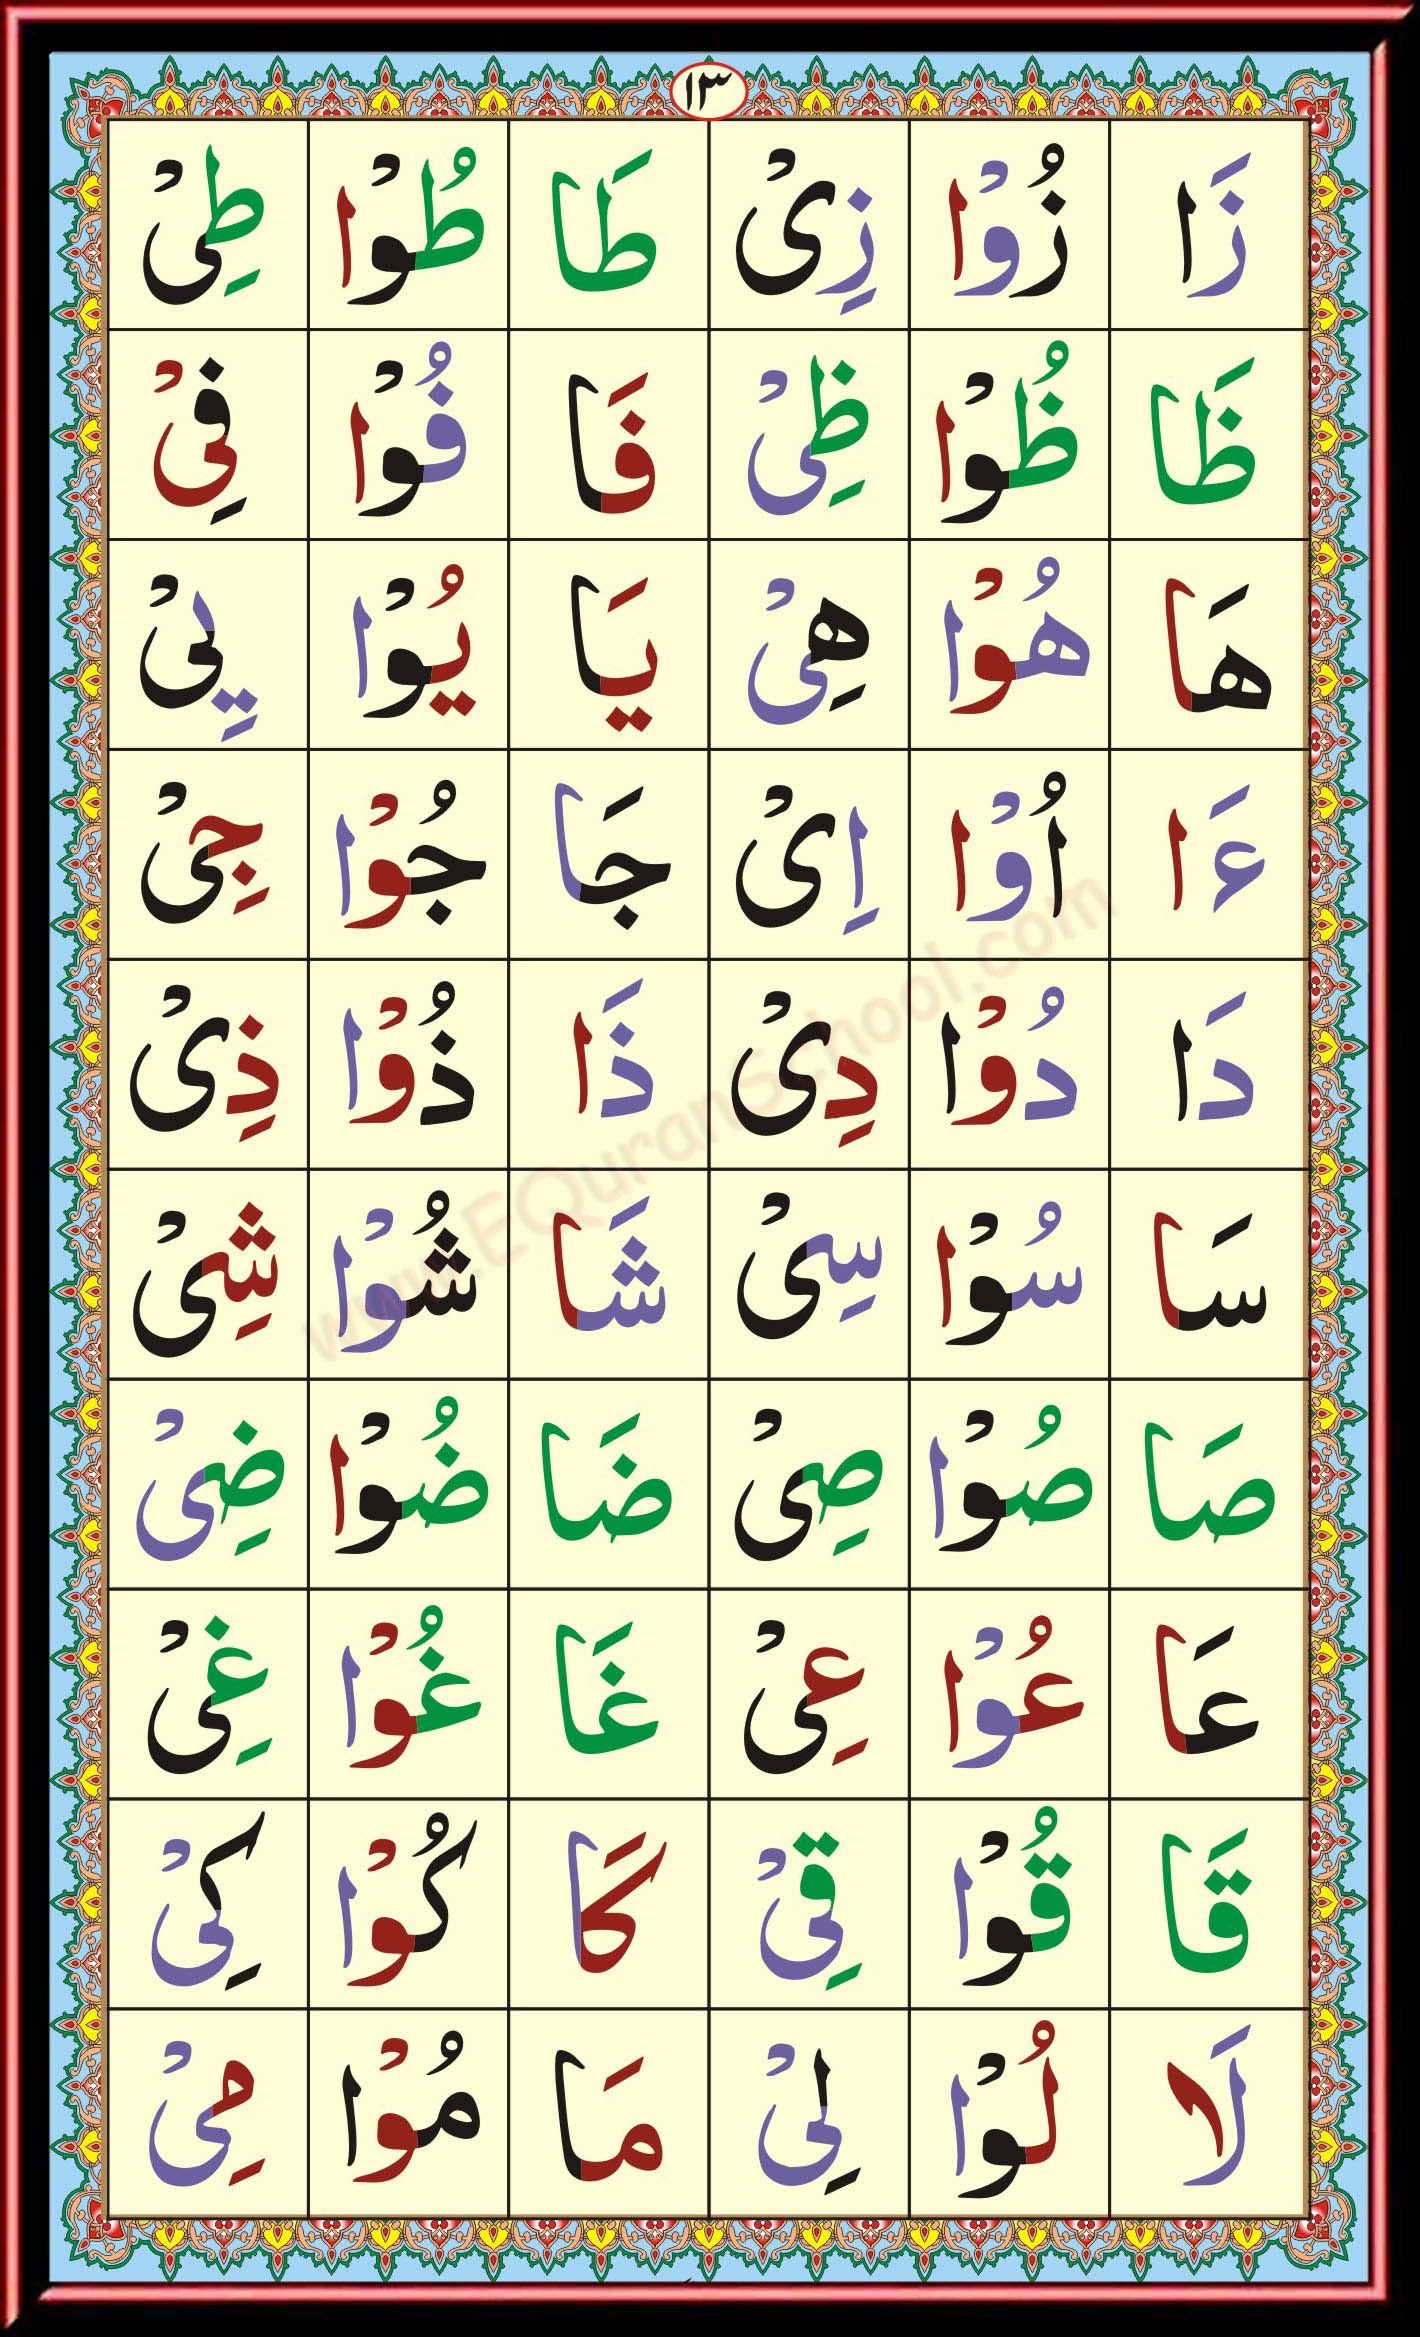 ١٣
زَا زُوْا زِىْ طَا طُوْا طِىْ
ظَا ظُوْا ظِىْ فَا فُوْا فِىْ
هَا هُوْا هِىْ يَا يُوْا يِىْ
ءَا اُوْا اِىْ جَا جُوْا جِىْ
دَا دُوْا دِىْ ذَا ذُوْا ذِىْ
سَا سُوْا سِىْ شَا شُوْا شِىْ
صَا صُوْا صِىْ ضَا ضُوْا ضِىْ
عَا عُوْا عِىْ غَا غُوْا غِىْ
قَا قُوْا قِىْ كَا كُوْا كِىْ
لَا لُوْا لِىْ مَا مُوْا مِىْ
www.EQuranSchool.com